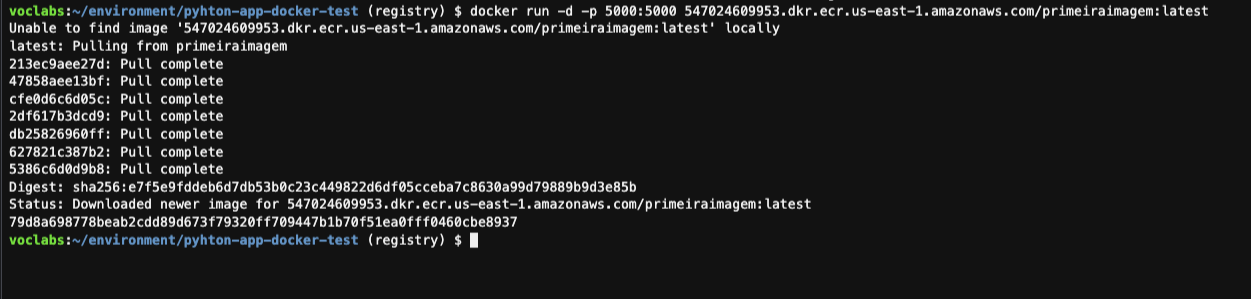 voclabs:~/environment/pyhton-app-docker-test (registry) $ docker run -d -p 5000:5000 547024609953.dkr.ecr.us-east-1.amazonaws.com/primeiraimagem:latest
Unable to find image '547024609953.dkr.ecr.us-east-1.amazonaws.com/primeiraimagem:latest' locally
latest: Pulling from primeiraimagem
213ec9aee27d: Pull complete
47858aee13bf: Pull complete
cfe0d6c6d05c: Pull complete
2df617b3dcd9: Pull complete
db25826960ff: Pull complete
627821c387b2: Pull complete
5386c6d0d9b8: Pull complete
Digest: sha256:e7f5e9fddeb6d7db53b0c23c449822d6df05cceba7c8630a99d79889b9d3e85b
Status: Downloaded newer image for 547024609953.dkr.ecr.us-east-1.amazonaws.com/primeiraimagem:latest
79d8a698778beab2cdd89d673f79320ff709447b1b70f51ea0fff0460cbe8937
voclabs:~/environment/pyhton-app-docker-test (registry) $